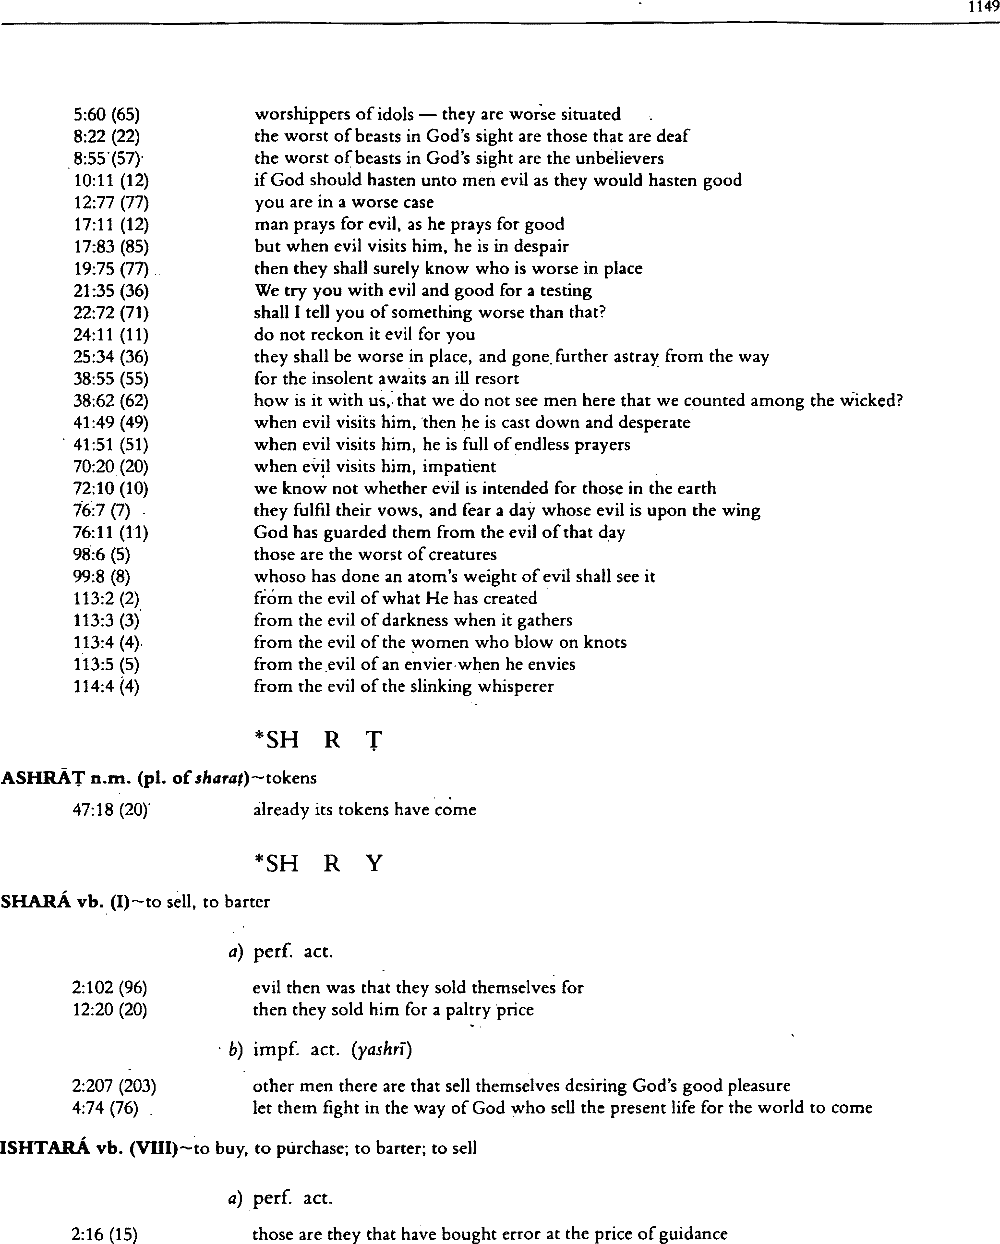 1149
5:60 (65) worshippers of idols — they are worse situated
8:22 (22) the worst of beasts in God's sight are those that are deaf
8:55 (57) the worst of beasts in God's sight are the unbelievers
10:11 (12) if God should hasten unto men evil as they would hasten good
12:77 (77) you are in a worse case
17:11 (12) man prays for evil, as he prays for good
17:83 (85) but when evil visits him, he is in despair
19:75 (77) then they shall surely know who is worse in place
21:35 (36) We try you with evil and good for a testing
22:72 (71) shall I tell you of something worse than that?
24:11 (11) do not reckon it evil for you
25:34 (36) they shall be worse in place, and gone further astray from the way
38:55 (55) for the insolent awaits an ill resort
38:62 (62) how is it with us, that we do not see men here that we counted among the wicked?
41:49 (49) when evil visits him, then he is cast down and desperate
41:51 (51) when evil visits him, he is full of endless prayers
70:20 (20) when evil visits him, impatient
72:10 (10) we know not whether evil is intended for those in the earth
76:7 (7) they fulfil their vows, and fear a day whose evil is upon the wing
76:11 (11) God has guarded them from the evil of that day
98:6 (5) those are the worst of creatures
99:8 (8) whoso has done an atom's weight of evil shall see it
113:2 (2) from the evil of what He has created
113:3 (3) from the evil of darkness when it gathers
113:4 (4) from the evil of the women who blow on knots
113:5 (5) from the evil of an envier when he envies
114:4 (4) from the evil of the slinking whisperer
*SH R Ṭ
ASHRĀṬ n.m. (pl. of sharaṭ)~tokens
47:18 (20) already its tokens have come
*SH R Y
SHARÁ vb. (I)~to sell, to barter
a) perf. act.
2:102 (96) evil then was that they sold themselves for
12:20 (20) then they sold him for a paltry price
b) impf. act. (yashrī)
2:207 (203) other men there are that sell themselves desiring God's good pleasure
4:74 (76) let them fight in the way of God who sell the present life for the world to come
ISHTARÁ vb. (VIII)~to buy, to purchase; to barter; to sell
a) perf. act.
2:16 (15) those are they that have bought error at the price of guidance